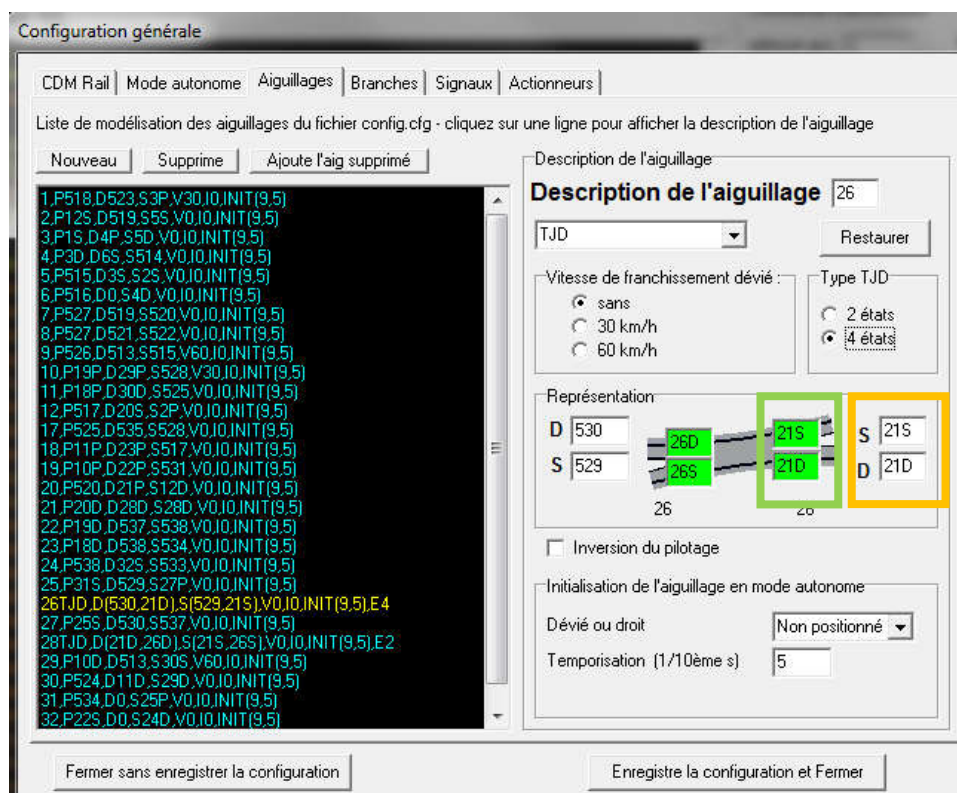 Configuration générale
CDM Rail Mode autonome Aiguillages Branches Signaux Actionneurs
Liste de modélisation des aiguillages du fichier config.cfg - cliquez sur une ligne pour afficher la description de l'aiguillage
Nouveau Supprime Ajoute l'aig supprimé
1,P518,D523,S3P,V30,I0,INIT(9,5)
2,P12S,D519,S5S,V0,I0,INIT(9,5)
3,P1S,D4P,S5D,V0,I0,INIT(9,5)
4,P3D,D6S,S514,V0,I0,INIT(9,5)
5,P515,D3S,S2S,V0,I0,INIT(9,5)
6,P516,D0,S4D,V0,I0,INIT(9,5)
7,P527,D519,S520,V0,I0,INIT(9,5)
8,P527,D521,S522,V0,I0,INIT(9,5)
9,P526,D513,S515,V60,I0,INIT(9,5)
10,P19P,D29P,S528,V30,I0,INIT(9,5)
11,P18P,D30D,S525,V0,I0,INIT(9,5)
12,P517,D20S,S2P,V0,I0,INIT(9,5)
17,P525,D535,S528,V0,I0,INIT(9,5)
18,P11P,D23P,S517,V0,I0,INIT(9,5)
19,P10P,D22P,S531,V0,I0,INIT(9,5)
20,P520,D21P,S12D,V0,I0,INIT(9,5)
21,P20D,D28D,S28D,V0,I0,INIT(9,5)
22,P19D,D537,S538,V0,I0,INIT(9,5)
23,P18D,D538,S534,V0,I0,INIT(9,5)
24,P538,D32S,S533,V0,I0,INIT(9,5)
25,P31S,D529,S27P,V0,I0,INIT(9,5)
26TJD,D(530,21D),S(529,21S),V0,I0,INIT(9,5),E4
27,P25S,D530,S537,V0,I0,INIT(9,5)
28TJD,D(21D,26D),S(21S,26S),V0,I0,INIT(9,5),E2
29,P10D,D513,S30S,V60,I0,INIT(9,5)
30,P524,D11D,S29D,V0,I0,INIT(9,5)
31,P534,D0,S25P,V0,I0,INIT(9,5)
32,P22S,D0,S24D,V0,I0,INIT(9,5)
Description de l'aiguillage
Description de l'aiguillage 26
TJD Restaurer
Vitesse de franchissement dévié : Type TJD
sans
30 km/h
60 km/h
2 états
4 états
Représentation
D 530 26D 21S S 21S
S 529 26S 21D D 21D
26 28
Inversion du pilotage
Initialisation de l'aiguillage en mode autonome
Dévié ou droit Non positionné
Temporisation (1/10ème s) 5
Fermer sans enregistrer la configuration Enregistre la configuration et Fermer